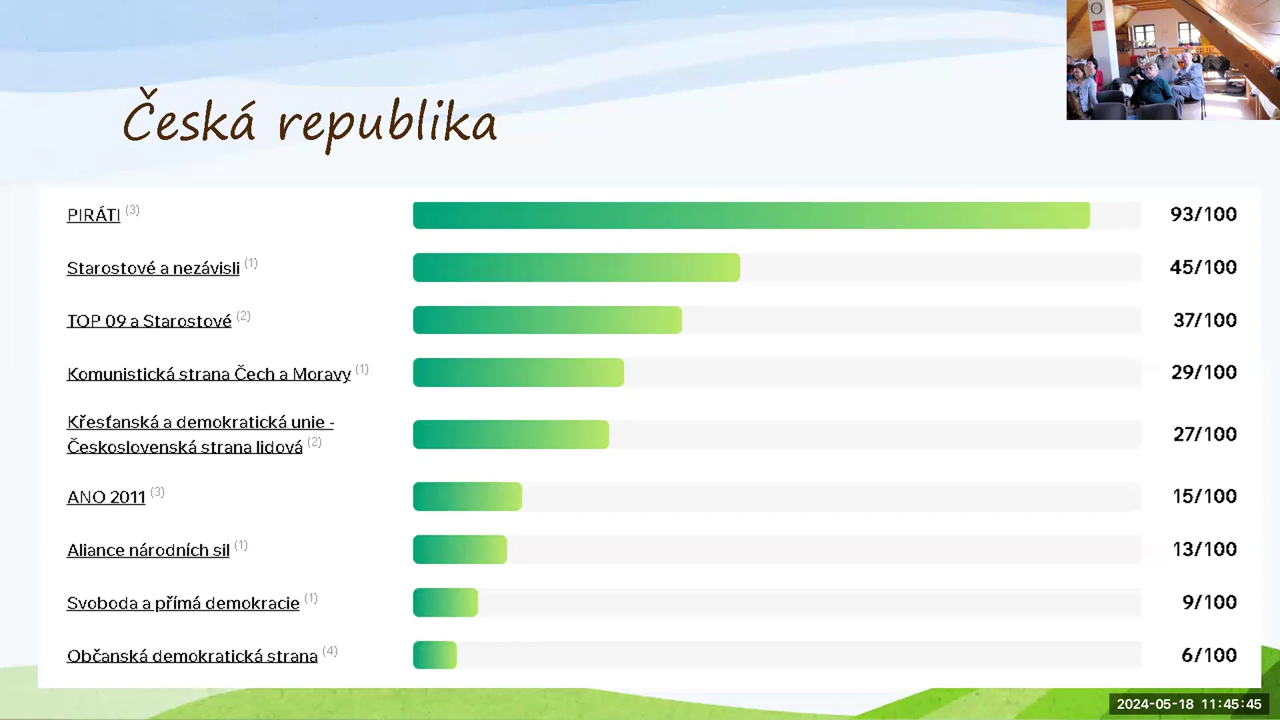 Česká republika
PIRÁTI (3) 93/100
Starostové a nezávisli (1) 45/100
TOP 09 a Starostové (2) 37/100
Komunistická strana Čech a Moravy (1) 29/100
Křesťanská a demokratická unie -
Československá strana lidová (2) 27/100
ANO 2011 (3) 15/100
Aliance národních sil (1) 13/100
Svoboda a přímá demokracie (1) 9/100
Občanská demokratická strana (4) 6/100
2024-05-18 11:45:45